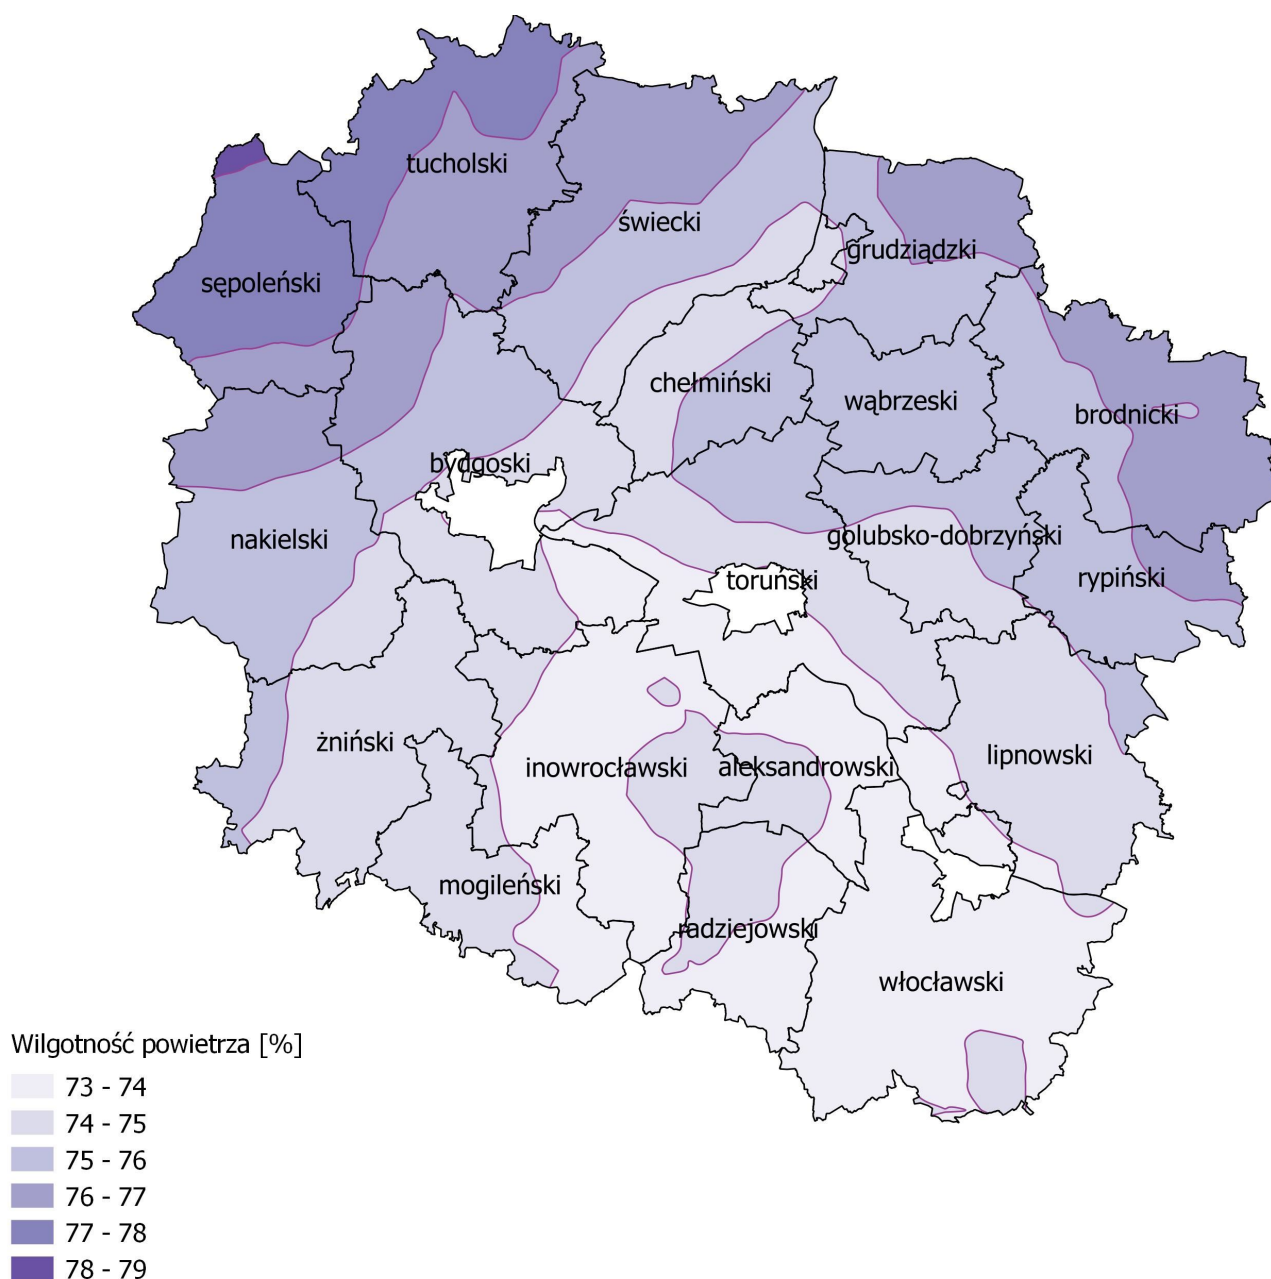 tucholski
świecki
grudziądzki
sępoleński
chełmiński
wąbrzeski
brodnicki
bydgoski
nakielski
golubsko-dobrzyński
toruński
rypiński
żniński
inowrocławski
aleksandrowski
lipnowski
mogileński
radziejowski
włocławski
Wilgotność powietrza [%]
73 - 74
74 - 75
75 - 76
76 - 77
77 - 78
78 - 79